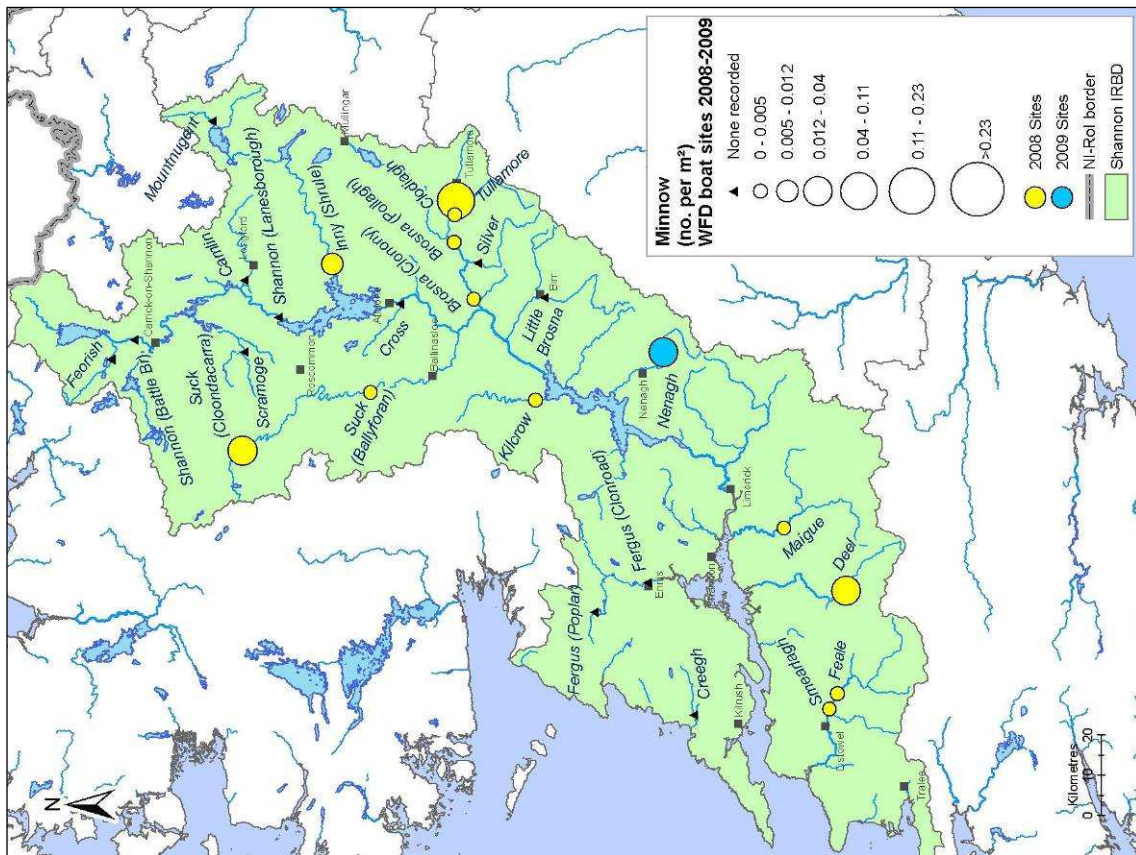 N
Mountnugent
Feorish
Carrick-on-Shannon
Shannon (Battle Br)
Camlin
Longford
Shannon (Lanesborough)
Suck
(Cloondacarra)
Scramoge
Roscommon
Inny (Shrule)
Mullingar
Suck
(Ballyforan)
Ballinasloe
Cross
Clodiagh
Brosna (Pollagh)
Brosna (Clonony)
Tullamore
Tullamore
Silver
Birr
Little
Brosna
Kilcrow
Nenagh
Nenagh
Fergus (Clonroad)
Fergus (Poplar)
Ennis
Limerick
Shannon
Creegh
Kilrush
Maigue
Deel
Smearlagh
Feale
Listowel
Tralee
0 10 20
Kilometres
Minnow
(no. per m²)
WFD boat sites 2008-2009
None recorded
0 - 0.005
0.005 - 0.012
0.012 - 0.04
0.04 - 0.11
0.11 - 0.23
>0.23
2008 Sites
2009 Sites
NI-RoI border
Shannon IRBD